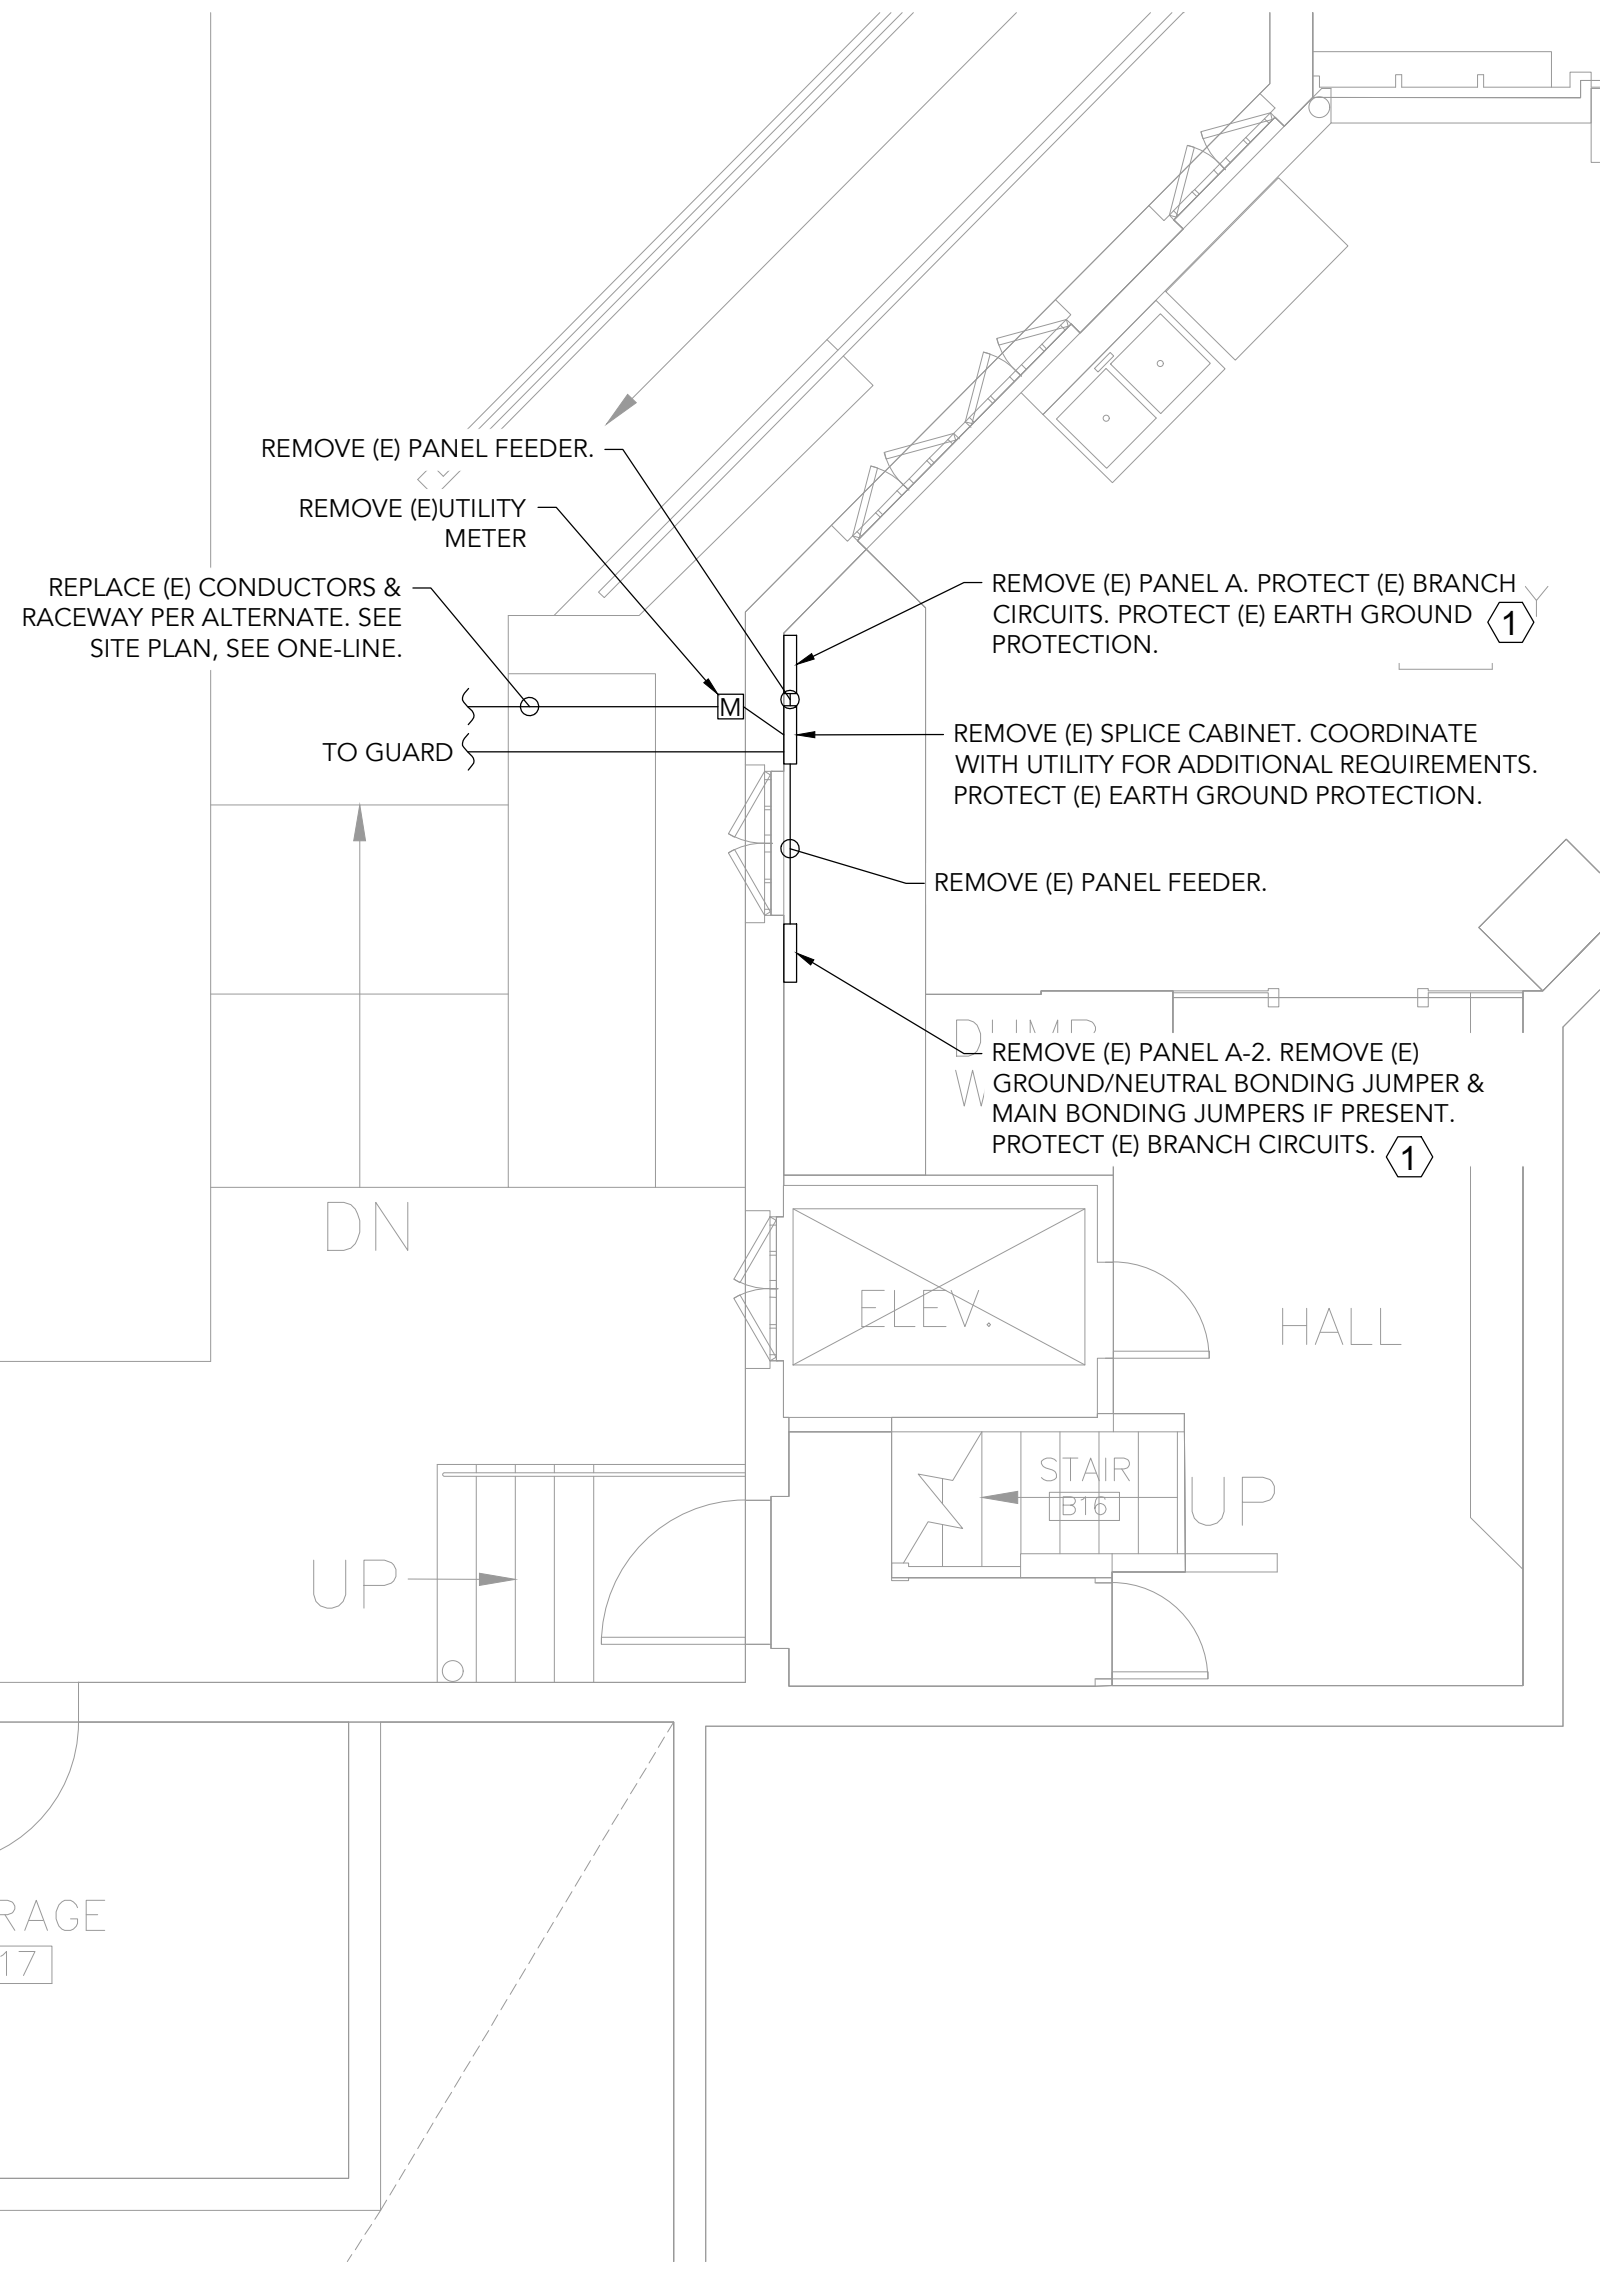 REMOVE (E) PANEL FEEDER.
REMOVE (E)UTILITY
METER
REPLACE (E) CONDUCTORS &
RACEWAY PER ALTERNATE. SEE
SITE PLAN, SEE ONE-LINE.
REMOVE (E) PANEL A. PROTECT (E) BRANCH
CIRCUITS. PROTECT (E) EARTH GROUND
PROTECTION.
1
M
TO GUARD
REMOVE (E) SPLICE CABINET. COORDINATE
WITH UTILITY FOR ADDITIONAL REQUIREMENTS.
PROTECT (E) EARTH GROUND PROTECTION.
REMOVE (E) PANEL FEEDER.
REMOVE (E) PANEL A-2. REMOVE (E)
GROUND/NEUTRAL BONDING JUMPER &
MAIN BONDING JUMPERS IF PRESENT.
PROTECT (E) BRANCH CIRCUITS.
1
DN
ELEV.
HALL
STAIR
B16
UP
UP
RAGE
17